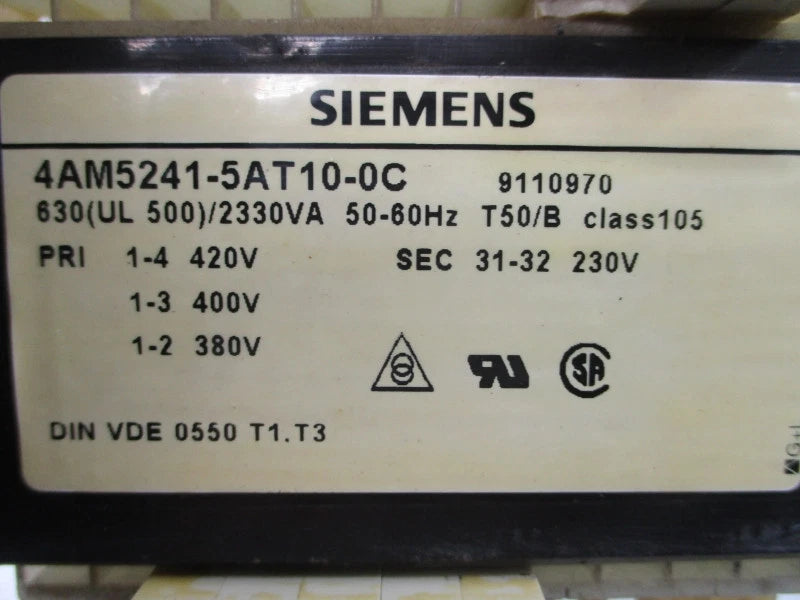 SIEMENS
4AM5241-5AT10-0C 9110970
630(UL 500)/2330VA 50-60Hz T50/B class105
PRI 1-4 420V SEC 31-32 230V
1-3 400V
1-2 380V
DIN VDE 0550 T1.T3